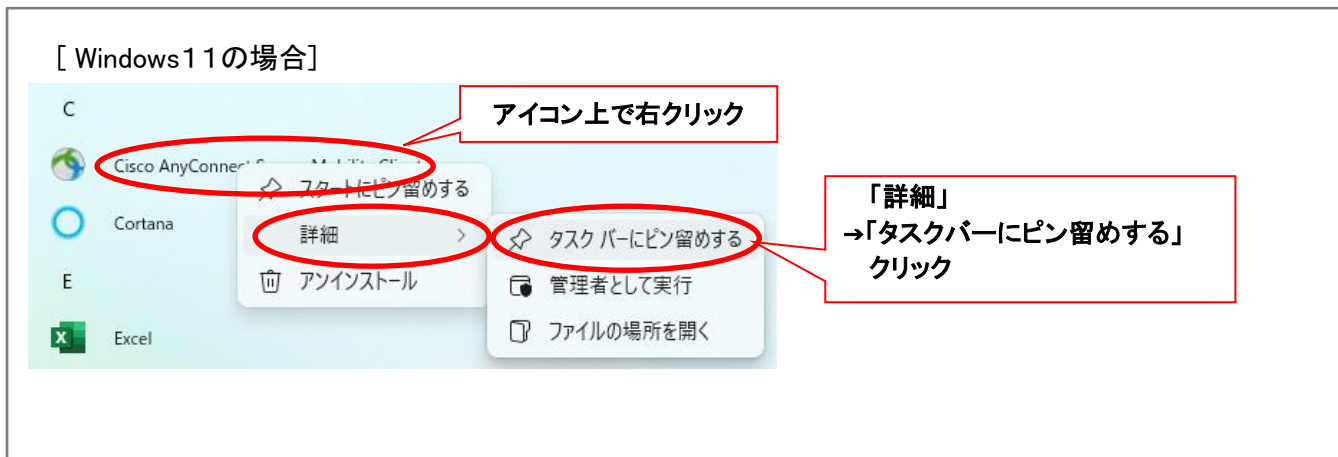 [ Windows11の場合]
C
アイコン上で右クリック
Cisco AnyConnect
スタートにピン留めする
Cortana
詳細
タスク バーにピン留めする
「詳細」
→「タスクバーにピン留めする」
クリック
E
アンインストール
管理者として実行
Excel
ファイルの場所を開く